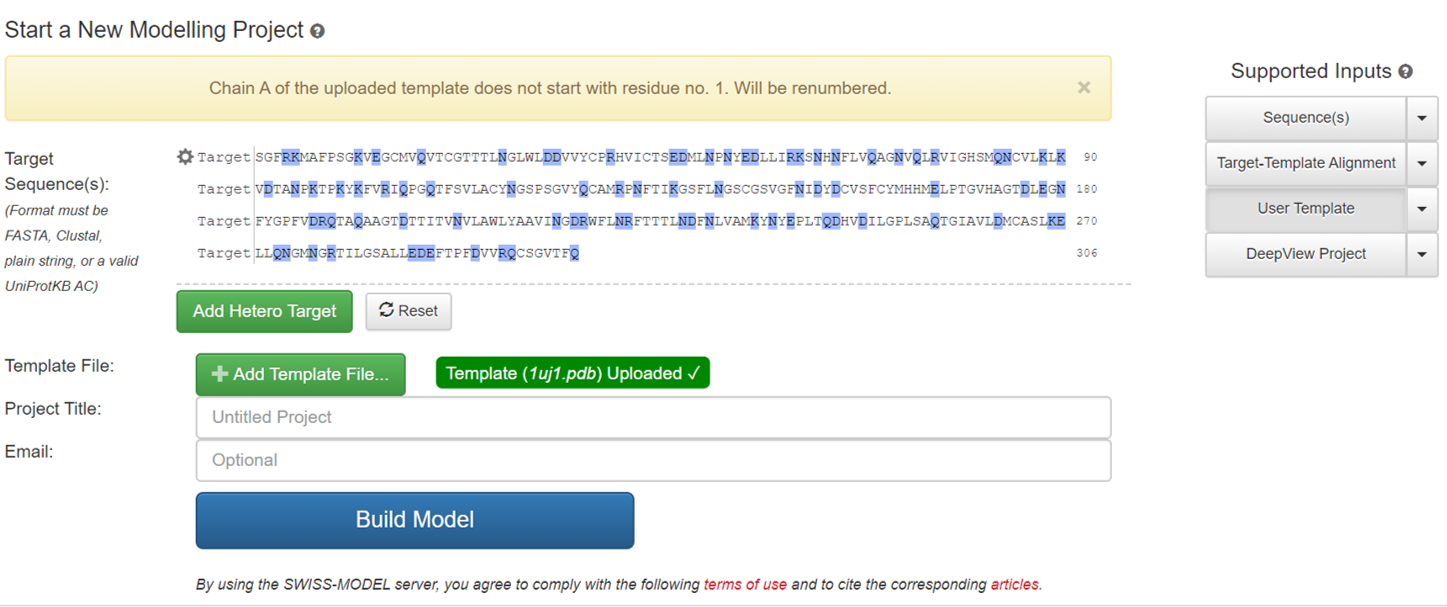 Start a New Modelling Project
Chain A of the uploaded template does not start with residue no. 1. Will be renumbered. ×
Supported Inputs
Sequence(s)
Target-Template Alignment
User Template
DeepView Project
Target
Sequence(s):
(Format must be
FASTA, Clustal,
plain string, or a valid
UniProtKB AC)
Target SGFRKMAFPSGKVEGCMVQVTCGTTTLNGLWLDDVVYCPRHVICTSEDMLNPNYEDLLIRKSNHNFLVQAGNVQLRVIGHSMQNCVLKLK 90
Target VDTANPKTPKYKFVRIQPGQTFSVLACYNGSPSGVYQCAMRPNFTIKGSFLNGSCGSVGFNIDYDCVSFCYMHHMELPTGVHAGTDLEGN 180
Target FYGPFVDRQTAQAAGTDTTITVNVLAWLYAAVINGDRWFLNRFTTTLNDFNLVAMKYNYEPLTQDHVDILGPLSAQTGIAVLDMCASLKE 270
Target LLQNGMNGRTILGSALLEDEFTPFDVVRQCSGVTFQ 306
Add Hetero Target
Reset
Template File:
Add Template File...
Template (1uj1.pdb) Uploaded ✓
Project Title:
Untitled Project
Email:
Optional
Build Model
By using the SWISS-MODEL server, you agree to comply with the following terms of use and to cite the corresponding articles.